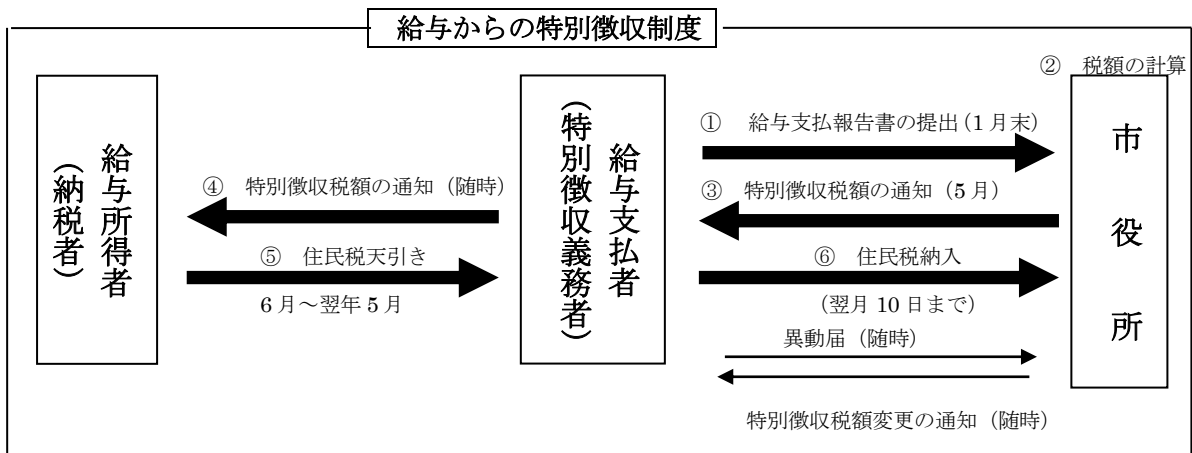 給与からの特別徴収制度
② 税額の計算
給与所得者
（納税者）
給与支払者
（特別徴収義務者）
市役所
① 給与支払報告書の提出（1月末）
④ 特別徴収税額の通知（随時）
③ 特別徴収税額の通知（5月）
⑤ 住民税天引き
6月～翌年5月
⑥ 住民税納入
（翌月10日まで）
異動届（随時）
特別徴収税額変更の通知（随時）